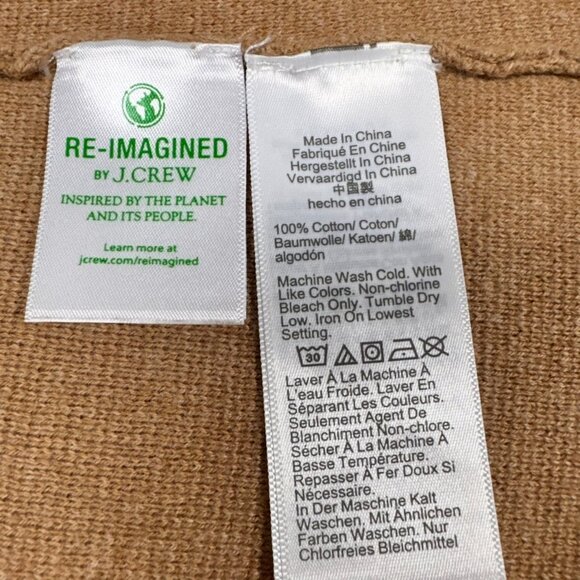 RE-IMAGINED
BY J.CREW
INSPIRED BY THE PLANET
AND ITS PEOPLE.
Learn more at
jcrew.com/reimagined
Made In China
Fabriqué En Chine
Hergestellt In China
Vervaardigd In China
中国製
hecho en china
100% Cotton/ Coton/
Baumwolle/ Katoen/ 綿/
algodón
Machine Wash Cold. With
Like Colors. Non-chlorine
Bleach Only. Tumble Dry
Low. Iron On Lowest
Setting.
30
Laver À La Machine À
L'eau Froide. Laver En
Séparant Les Couleurs.
Seulement Agent De
Blanchiment Non-chlore.
Sécher À La Machine À
Basse Température.
Repasser À Fer Doux Si
Nécessaire.
In Der Maschine Kalt
Waschen. Mit Ähnlichen
Farben Waschen. Nur
Chlorfreies Bleichmittel